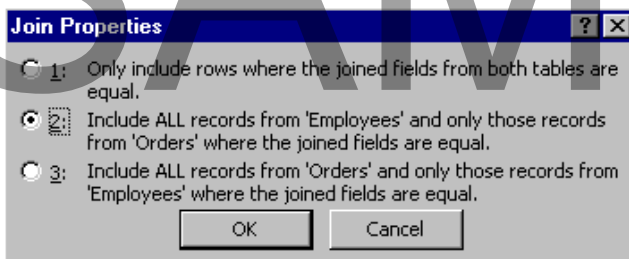 Join Properties
1: Only include rows where the joined fields from both tables are
equal.
2: Include ALL records from 'Employees' and only those records
from 'Orders' where the joined fields are equal.
3: Include ALL records from 'Orders' and only those records from
'Employees' where the joined fields are equal.
OK Cancel